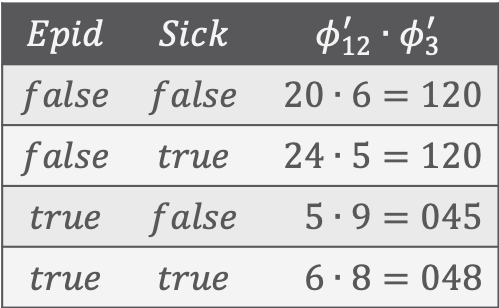 Epid Sick ϕ′₁₂ · ϕ′₃
false false 20 · 6 = 120
false true 24 · 5 = 120
true false 5 · 9 = 045
true true 6 · 8 = 048